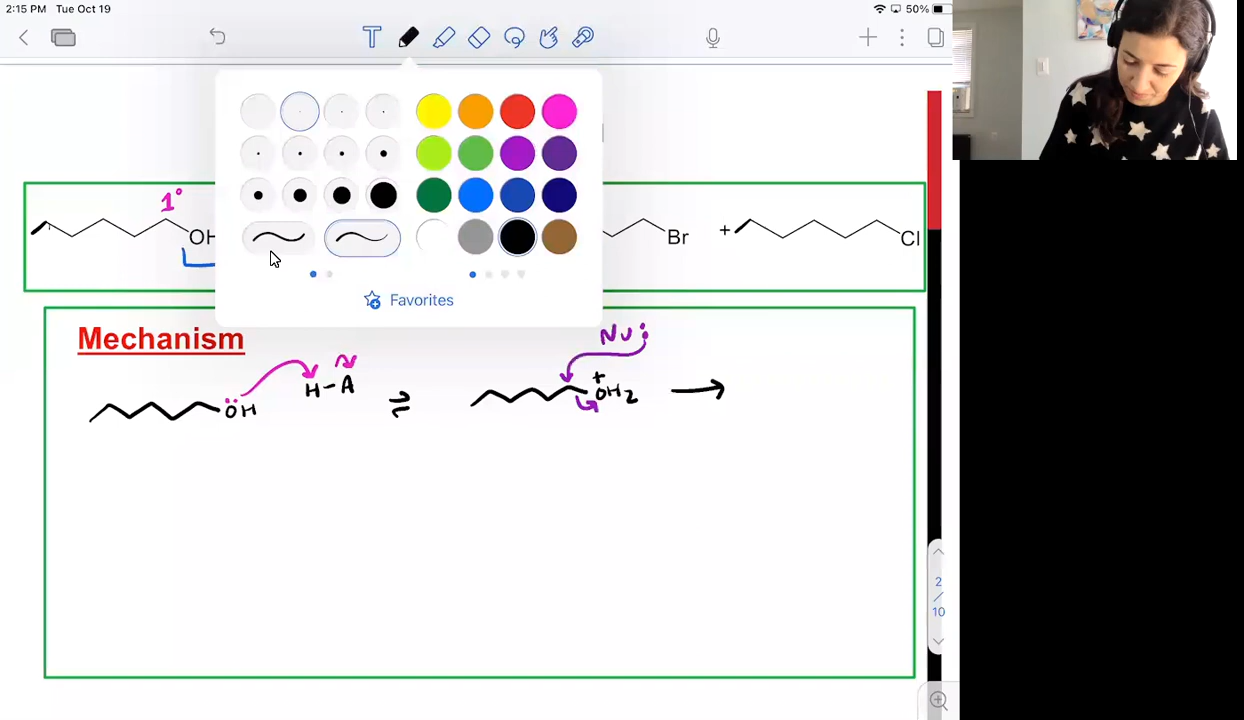 2:15 PM Tue Oct 19
50%
T
Favorites
1°
OH
Br
+
Cl
Mechanism
Nu:
H-A
ÖH
⇌
+
OH2
→
2
/
10